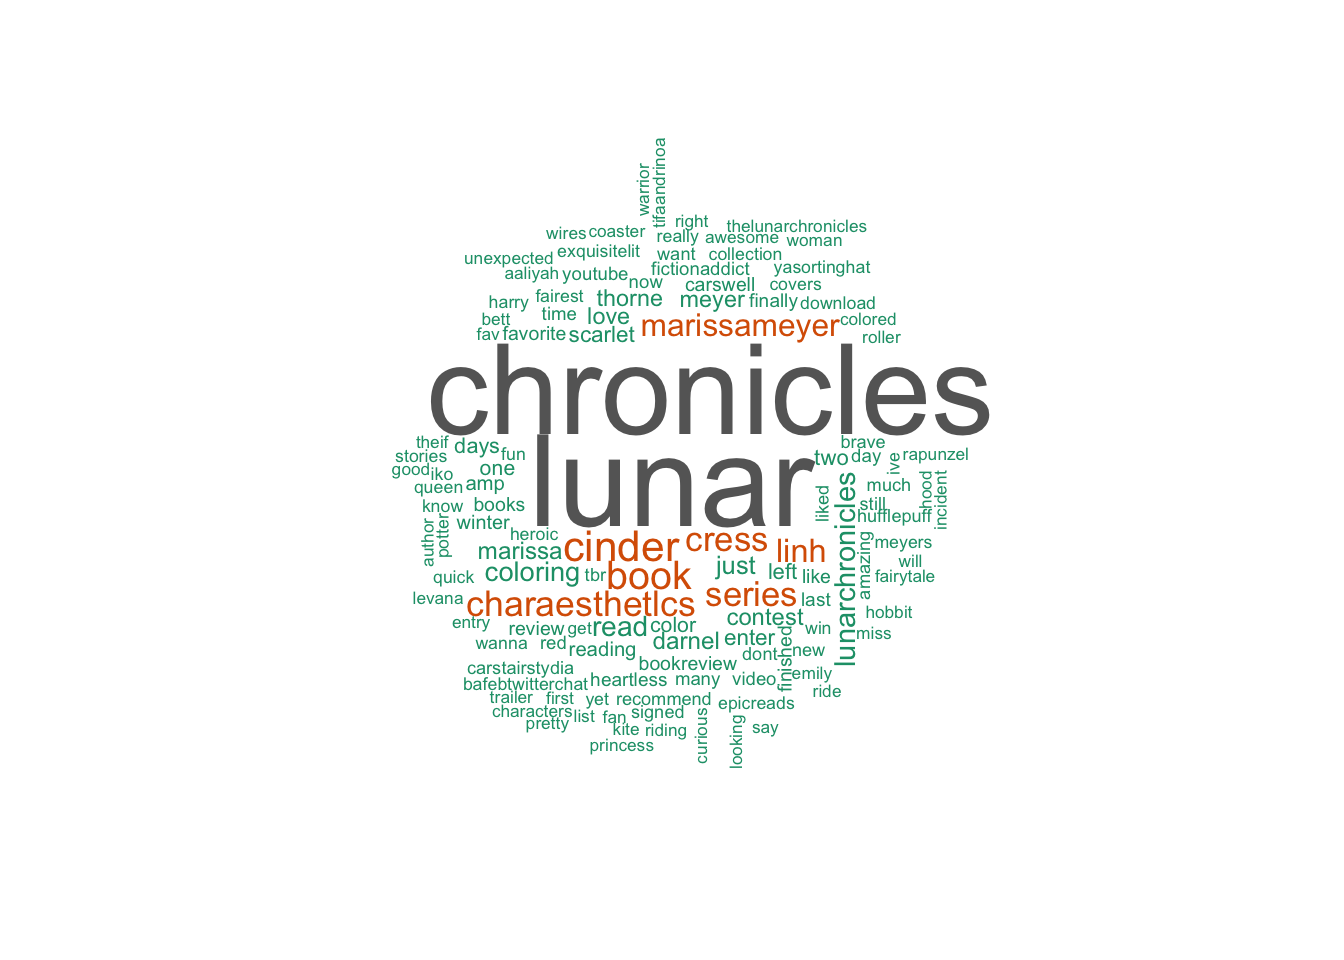 warrior
tifaandrinoa
right thelunarchronicles
wires coaster really awesome woman
unexpected exquisitelit want collection
aaliyah youtube fictionaddict yasortinghat
now carswell covers
harry fairest thorne meyer finally download
bett time love marissameyer colored
fav favorite scarlet roller
chronicles
lunar
theif days fun two day brave ive rapunzel
stories one
good iko amp liked much hood
queen still incident
know books hufflepuff
author potter winter lunarchronicles amazing
heroic
marissa cinder cress linh meyers
quick coloring tbr book just left like will fairytale
levana charaesthetlcs series last hobbit
entry review get read color contest win miss
wanna red reading darnel enter finished new
carstairstydia bookreview dont
bafebtwitterchat heartless many video emily
trailer first yet recommend epicreads ride
characters list fan signed
pretty kite riding curious looking say
princess